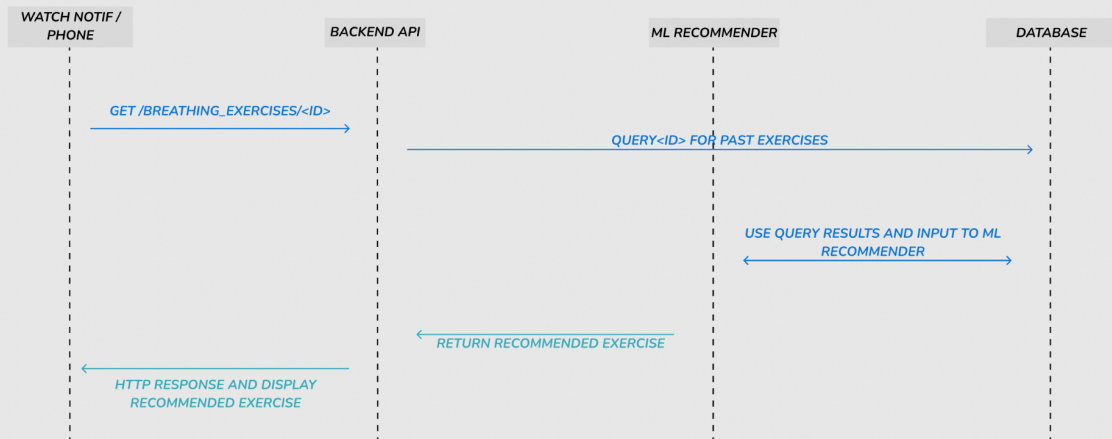 WATCH NOTIF /
PHONE
BACKEND API
ML RECOMMENDER
DATABASE
GET /BREATHING_EXERCISES/<ID>
QUERY<ID> FOR PAST EXERCISES
USE QUERY RESULTS AND INPUT TO ML
RECOMMENDER
RETURN RECOMMENDED EXERCISE
HTTP RESPONSE AND DISPLAY
RECOMMENDED EXERCISE